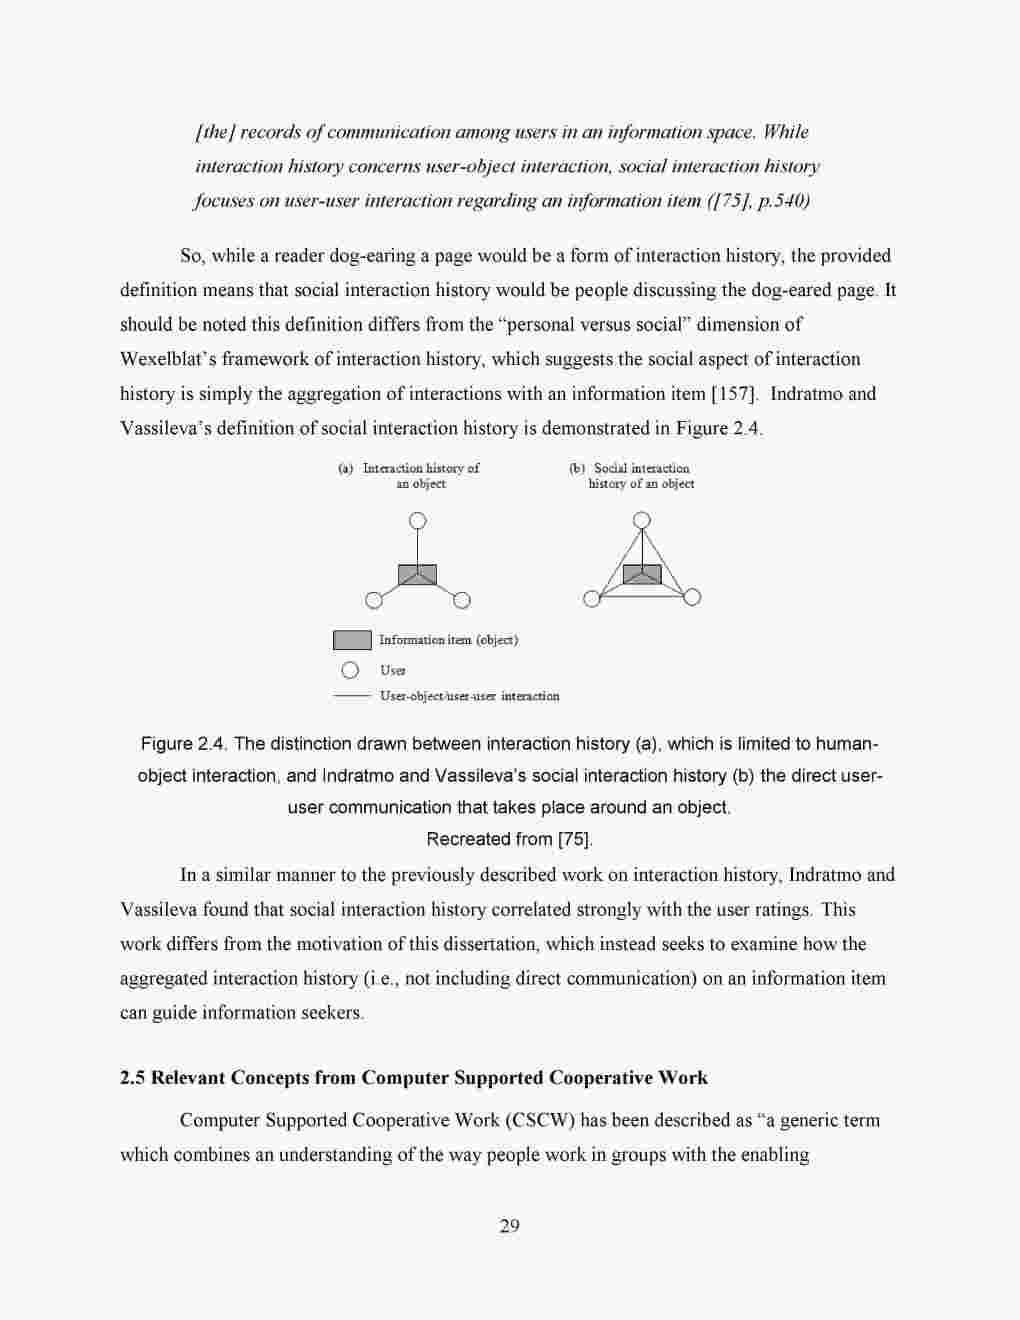 [the] records of communication among users in an information space. While
interaction history concerns user-object interaction, social interaction history
focuses on user-user interaction regarding an information item ([75], p.540)
So, while a reader dog-earing a page would be a form of interaction history, the provided
definition means that social interaction history would be people discussing the dog-eared page. It
should be noted this definition differs from the “personal versus social” dimension of
Wexelblat’s framework of interaction history, which suggests the social aspect of interaction
history is simply the aggregation of interactions with an information item [157].  Indratmo and
Vassileva’s definition of social interaction history is demonstrated in Figure 2.4.
(a)  Interaction history of
an object
(b)  Social interaction
history of an object
Information item (object)
User
User-object/user-user interaction
Figure 2.4. The distinction drawn between interaction history (a), which is limited to human-
object interaction, and Indratmo and Vassileva’s social interaction history (b) the direct user-
user communication that takes place around an object.
Recreated from [75].
In a similar manner to the previously described work on interaction history, Indratmo and
Vassileva found that social interaction history correlated strongly with the user ratings.  This
work differs from the motivation of this dissertation, which instead seeks to examine how the
aggregated interaction history (i.e., not including direct communication) on an information item
can guide information seekers.
2.5 Relevant Concepts from Computer Supported Cooperative Work
Computer Supported Cooperative Work (CSCW) has been described as “a generic term
which combines an understanding of the way people work in groups with the enabling
29